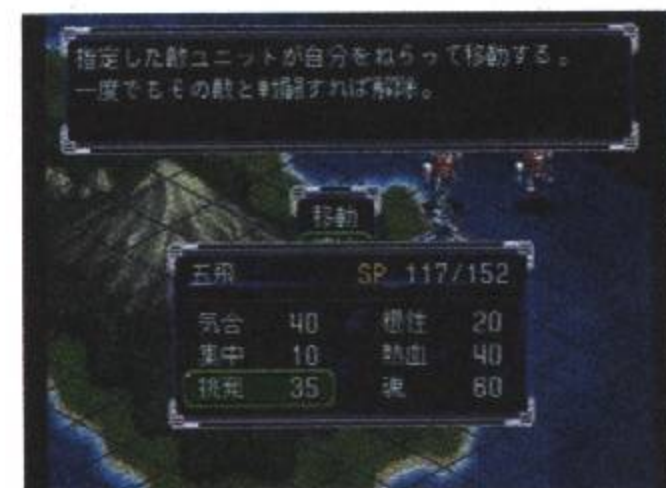 指定した敵ユニットが自分をねらって移動する。
一度でもその敵と戦闘すれば解除。
移動
五飛 SP 117/152
気合 40 根性 20
集中 10 熱血 40
挑発 35 魂 60